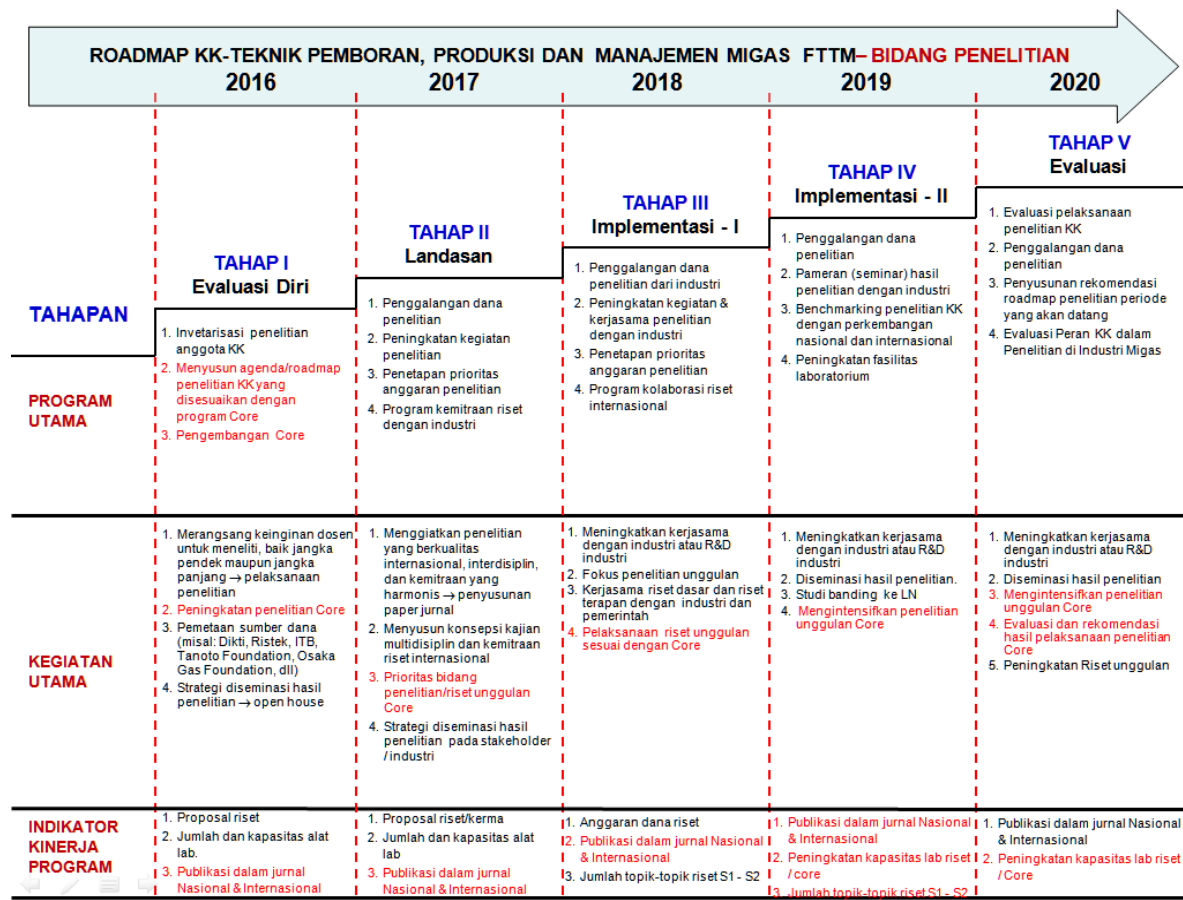 ROADMAP KK-TEKNIK PEMBORAN, PRODUKSI DAN MANAJEMEN MIGAS FTTM– BIDANG PENELITIAN
2016
2017
2018
2019
2020
TAHAPAN
TAHAP I
Evaluasi Diri
TAHAP II
Landasan
TAHAP III
Implementasi - I
TAHAP IV
Implementasi - II
TAHAP V
Evaluasi
PROGRAM
UTAMA
1. Invetarisasi penelitian
anggota KK
2. Menyusun agenda/roadmap
penelitian KK yang
disesuaikan dengan
program Core
3. Pengembangan Core
1. Penggalangan dana
penelitian
2. Peningkatan kegiatan
penelitian
3. Penetapan prioritas
anggaran penelitian
4. Program kemitraan riset
dengan industri
1. Penggalangan dana
penelitian dari industri
2. Peningkatan kegiatan &
kerjasama penelitian
dengan industri
3. Penetapan prioritas
anggaran penelitian
4. Program kolaborasi riset
internasional
1. Penggalangan dana
penelitian
2. Pameran (seminar) hasil
penelitian dengan industri
3. Benchmarking penelitian KK
dengan perkembangan
nasional dan internasional
4. Peningkatan fasilitas
laboratorium
1. Evaluasi pelaksanaan
penelitian KK
2. Penggalangan dana
penelitian
3. Penyusunan rekomendasi
roadmap penelitian periode
yang akan datang
4. Evaluasi Peran KK dalam
Penelitian di Industri Migas
KEGIATAN
UTAMA
1. Merangsang keinginan dosen
untuk meneliti, baik jangka
pendek maupun jangka
panjang → pelaksanaan
penelitian
2. Peningkatan penelitian Core
3. Pemetaan sumber dana
(misal: Dikti, Ristek, ITB,
Tanoto Foundation, Osaka
Gas Foundation, dll)
4. Strategi diseminasi hasil
penelitian → open house
1. Menggiatkan penelitian
yang berkualitas
internasional, interdisiplin,
dan kemitraan yang
harmonis → penyusunan
paper jurnal
2. Menyusun konsepsi kajian
multidisiplin dan kemitraan
riset internasional
3. Prioritas bidang
penelitian/riset unggulan
Core
4. Strategi diseminasi hasil
penelitian pada stakeholder
/ industri
1. Meningkatkan kerjasama
dengan industri atau R&D
industri
2. Fokus penelitian unggulan
3. Kerjasama riset dasar dan riset
terapan dengan industri dan
pemerintah
4. Pelaksanaan riset unggulan
sesuai dengan Core
1. Meningkatkan kerjasama
dengan industri atau R&D
industri
2. Diseminasi hasil penelitian.
3. Studi banding ke LN
4. Mengintensifkan penelitian
unggulan Core
1. Meningkatkan kerjasama
dengan industri atau R&D
industri
2. Diseminasi hasil penelitian
3. Mengintensifkan penelitian
unggulan Core
4. Evaluasi dan rekomendasi
hasil pelaksanaan penelitian
Core
5. Peningkatan Riset unggulan
INDIKATOR
KINERJA
PROGRAM
1. Proposal riset
2. Jumlah dan kapasitas alat
lab.
3. Publikasi dalam jurnal
Nasional & Internasional
1. Proposal riset/kerma
2. Jumlah dan kapasitas alat
lab
3. Publikasi dalam jurnal
Nasional & Internasional
1. Anggaran dana riset
2. Publikasi dalam jurnal Nasional
& Internasional
3. Jumlah topik-topik riset S1 - S2
1. Publikasi dalam jurnal Nasional
& Internasional
2. Peningkatan kapasitas lab riset
/ core
3. Jumlah topik-topik riset S1 - S2
1. Publikasi dalam jurnal Nasional
& Internasional
2. Peningkatan kapasitas lab riset
/Core